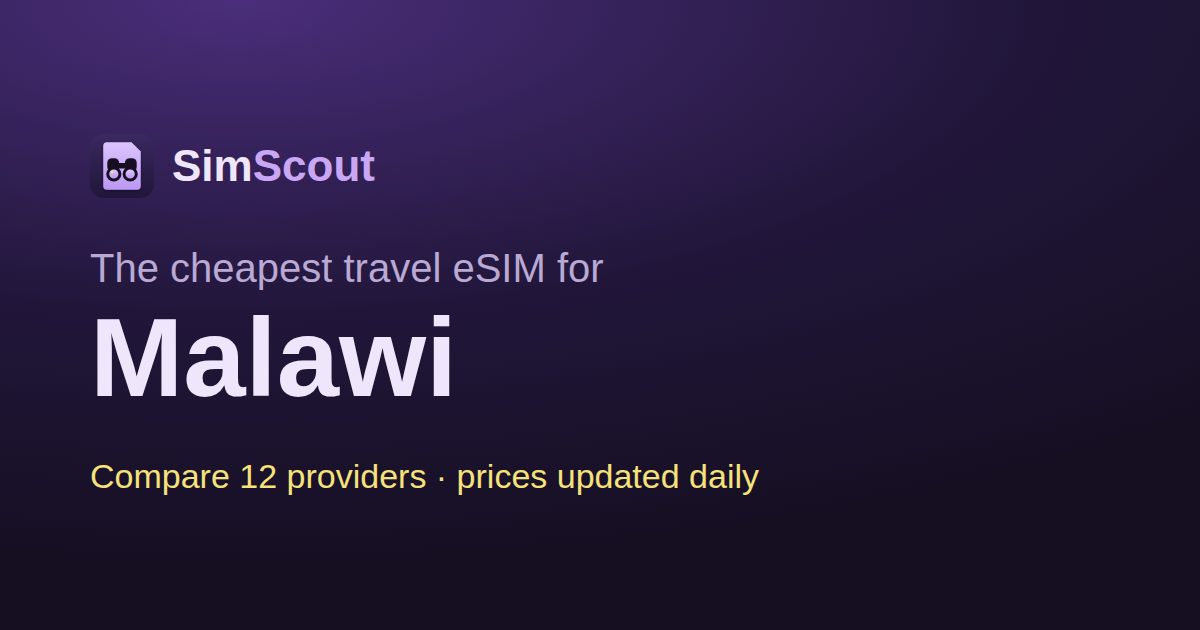 SimScout
The cheapest travel eSIM for
Malawi
Compare 12 providers · prices updated daily